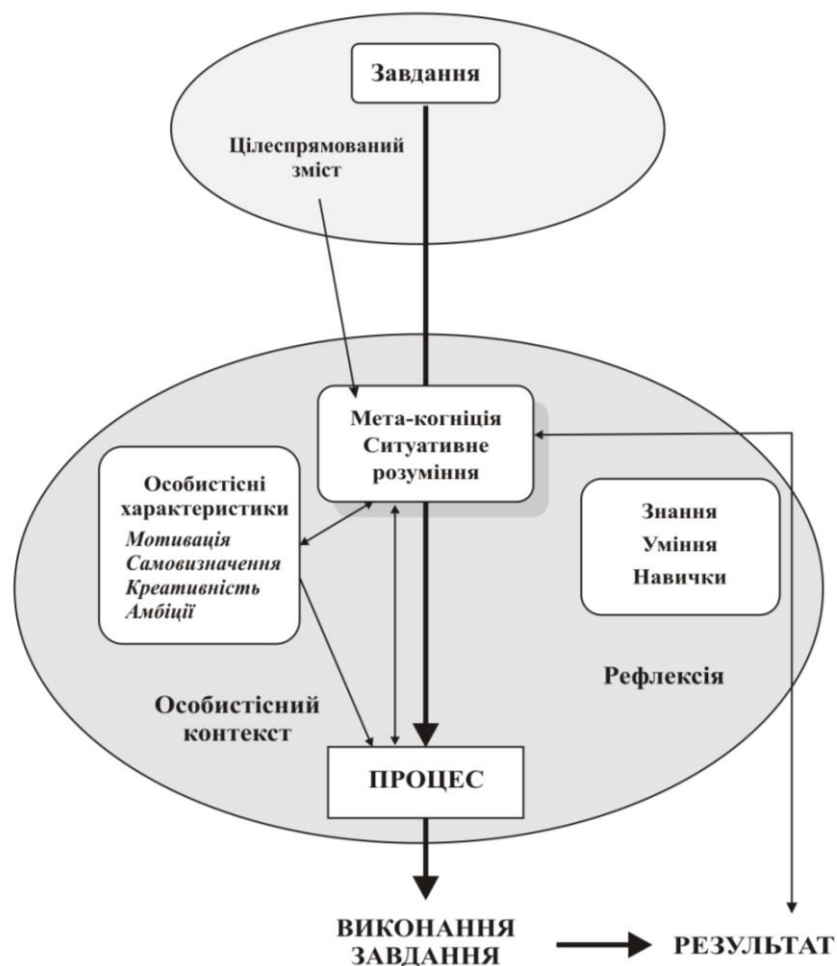 Завдання
Цілеспрямований
зміст
Мета-когніція
Ситуативне
розуміння
Особистісні
характеристики
Мотивація
Самовизначення
Креативність
Амбіції
Знання
Уміння
Навички
Рефлексія
Особистісний
контекст
ПРОЦЕС
ВИКОНАННЯ
ЗАВДАННЯ
РЕЗУЛЬТАТ